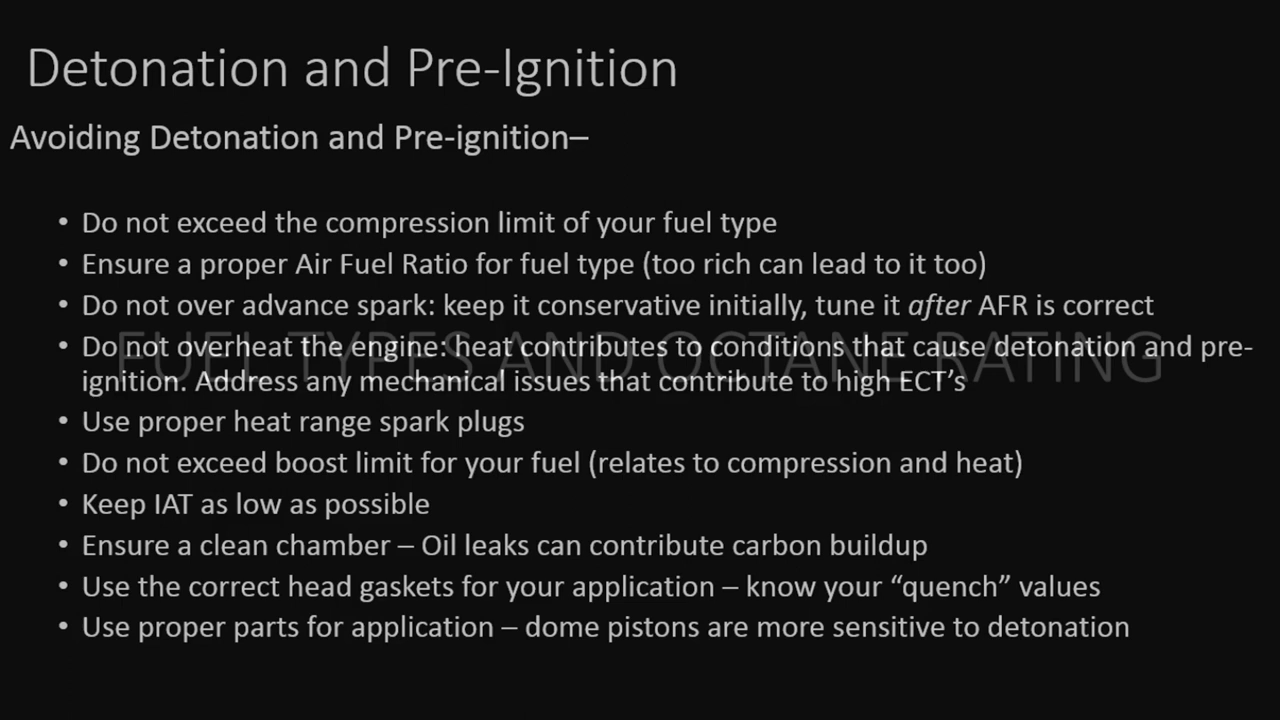 Detonation and Pre-Ignition
Avoiding Detonation and Pre-ignition–
• Do not exceed the compression limit of your fuel type
• Ensure a proper Air Fuel Ratio for fuel type (too rich can lead to it too)
• Do not over advance spark: keep it conservative initially, tune it after AFR is correct
FUEL TYPES AND OCTANE RATING
• Do not overheat the engine: heat contributes to conditions that cause detonation and pre-
ignition. Address any mechanical issues that contribute to high ECT’s
• Use proper heat range spark plugs
• Do not exceed boost limit for your fuel (relates to compression and heat)
• Keep IAT as low as possible
• Ensure a clean chamber – Oil leaks can contribute carbon buildup
• Use the correct head gaskets for your application – know your “quench” values
• Use proper parts for application – dome pistons are more sensitive to detonation